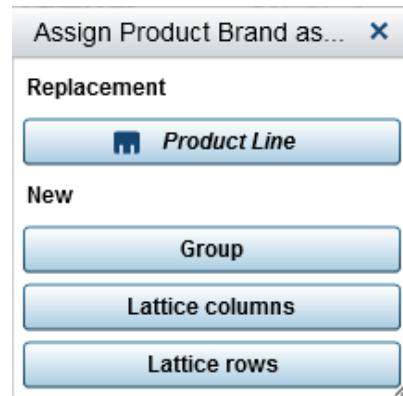 Assign Product Brand as...
Replacement
Product Line
New
Group
Lattice columns
Lattice rows